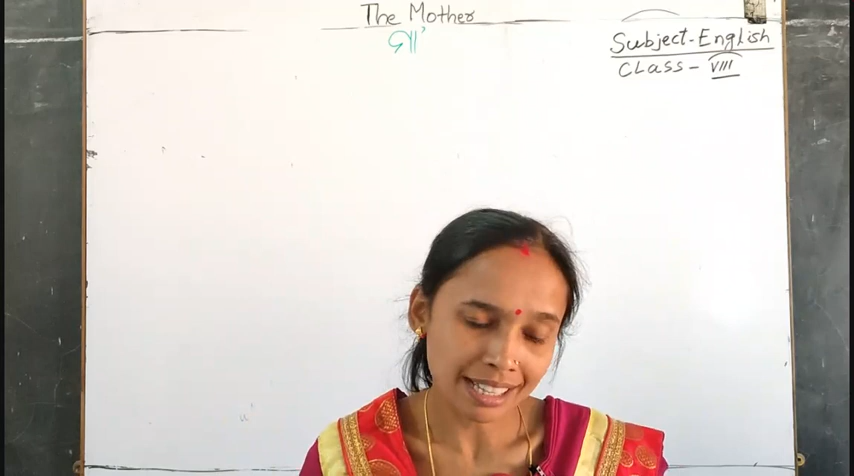 The Mother
ମା'
Subject-English
Class - VIII